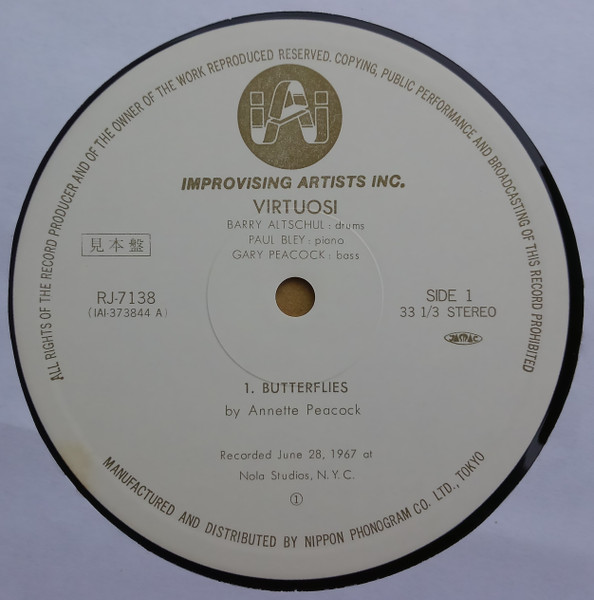 ALL RIGHTS OF THE RECORD PRODUCER AND OF THE OWNER OF THE WORK REPRODUCED RESERVED. COPYING, PUBLIC PERFORMANCE AND BROADCASTING OF THIS RECORD PROHIBITED
iAi
IMPROVISING ARTISTS INC.
VIRTUOSI
BARRY ALTSCHUL : drums
PAUL BLEY : piano
GARY PEACOCK : bass
見本盤
RJ-7138
(IAI-373844 A)
SIDE 1
33 1/3 STEREO
JASRAC
1. BUTTERFLIES
by Annette Peacock
Recorded June 28, 1967 at
Nola Studios, N.Y.C.
①
MANUFACTURED AND DISTRIBUTED BY NIPPON PHONOGRAM CO. LTD., TOKYO